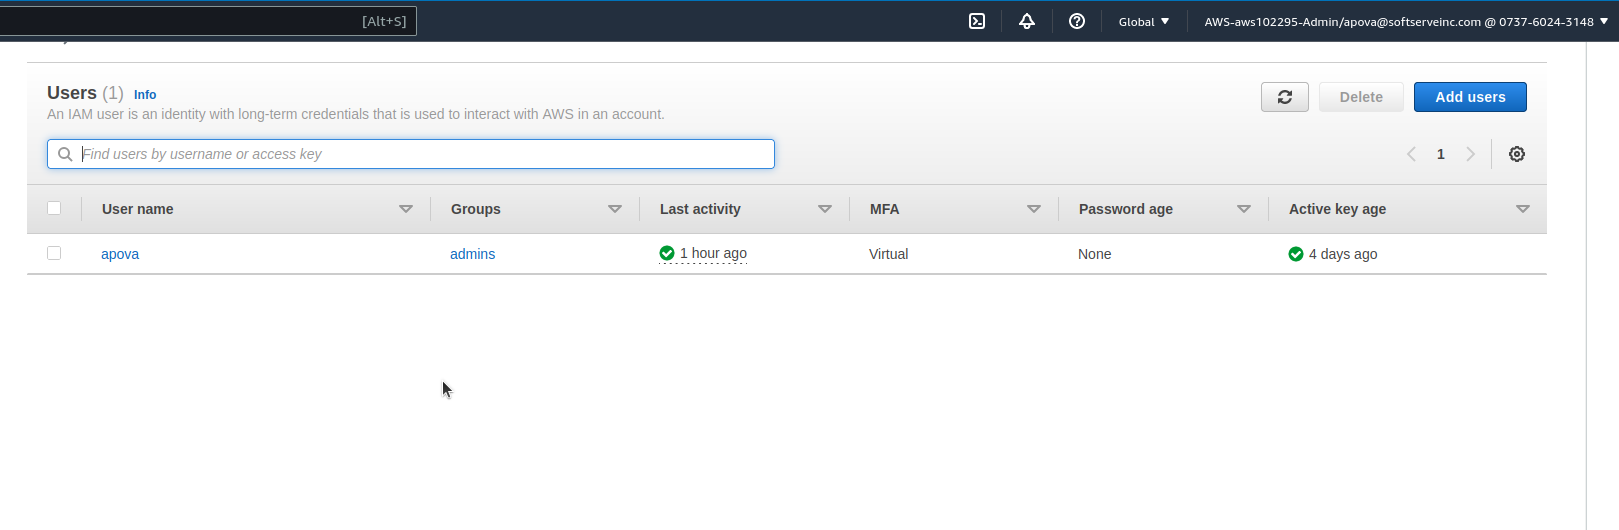 [Alt+S] Global AWS-aws102295-Admin/apova@softserveinc.com @ 0737-6024-3148
Users (1) Info
Delete Add users
An IAM user is an identity with long-term credentials that is used to interact with AWS in an account.
Find users by username or access key
1
User name Groups Last activity MFA Password age Active key age
apova admins 1 hour ago Virtual None 4 days ago